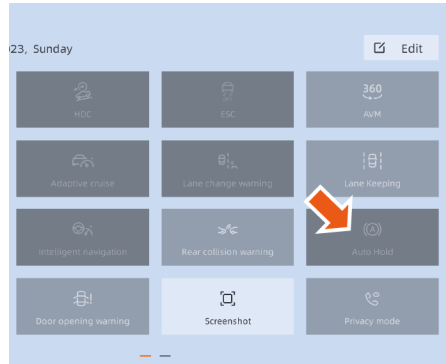 23, Sunday
Edit
HDC
ESC
360
AVM
Adaptive cruise
Lane change warning
Lane Keeping
Intelligent navigation
Rear collision warning
(A)
Auto Hold
Door opening warning
Screenshot
Privacy mode